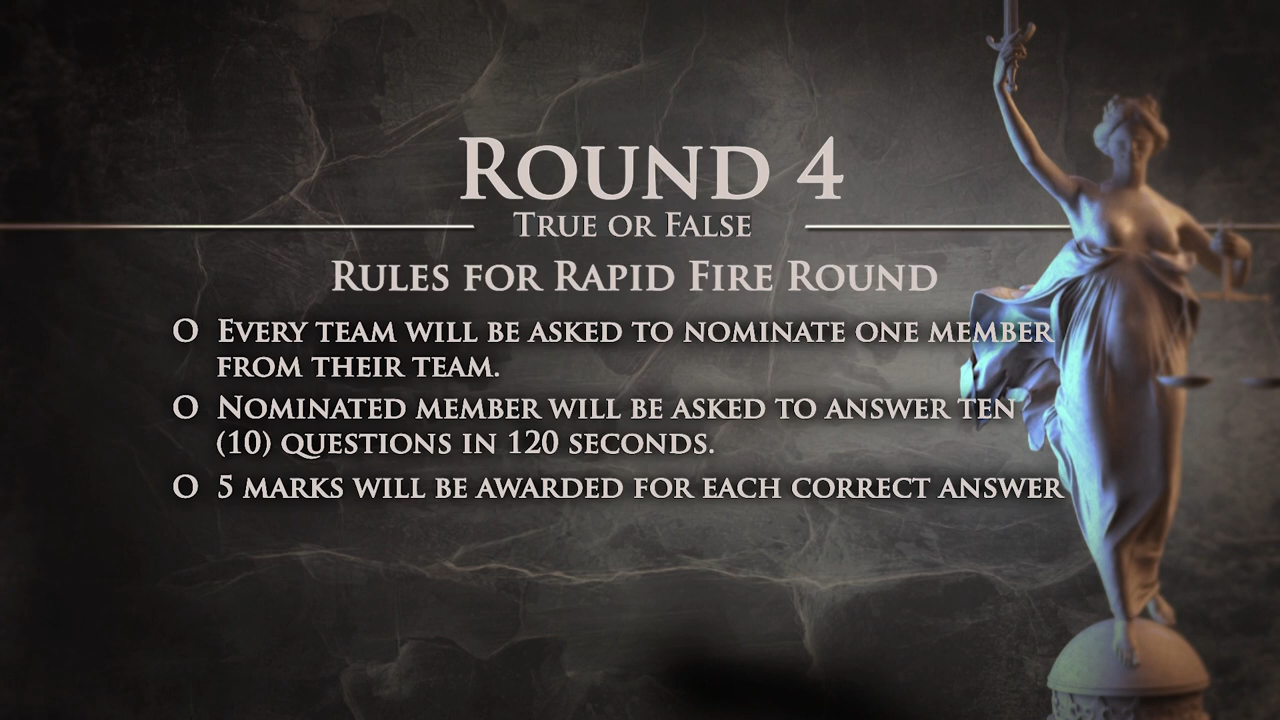 Round 4
True or False
Rules for Rapid Fire Round
O Every team will be asked to nominate one member
from their team.
O Nominated member will be asked to answer ten
(10) questions in 120 seconds.
O 5 marks will be awarded for each correct answer